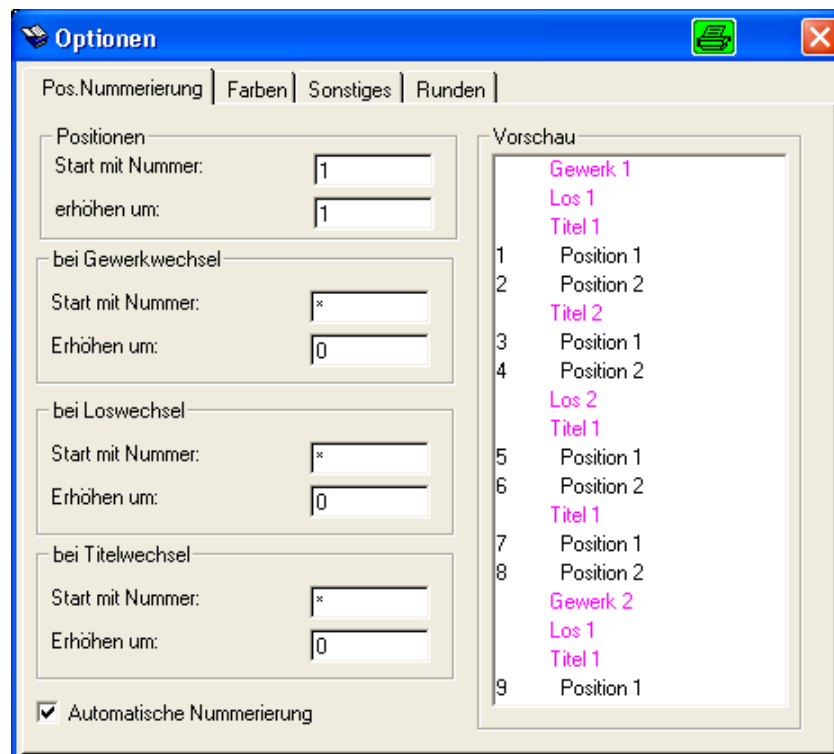 Optionen
Pos.Nummerierung Farben Sonstiges Runden
Positionen
Start mit Nummer: 1
erhöhen um: 1
bei Gewerkwechsel
Start mit Nummer: *
Erhöhen um: 0
bei Loswechsel
Start mit Nummer: *
Erhöhen um: 0
bei Titelwechsel
Start mit Nummer: *
Erhöhen um: 0
Automatische Nummerierung
Vorschau
Gewerk 1
Los 1
Titel 1
1 Position 1
2 Position 2
Titel 2
3 Position 1
4 Position 2
Los 2
Titel 1
5 Position 1
6 Position 2
Titel 1
7 Position 1
8 Position 2
Gewerk 2
Los 1
Titel 1
9 Position 1